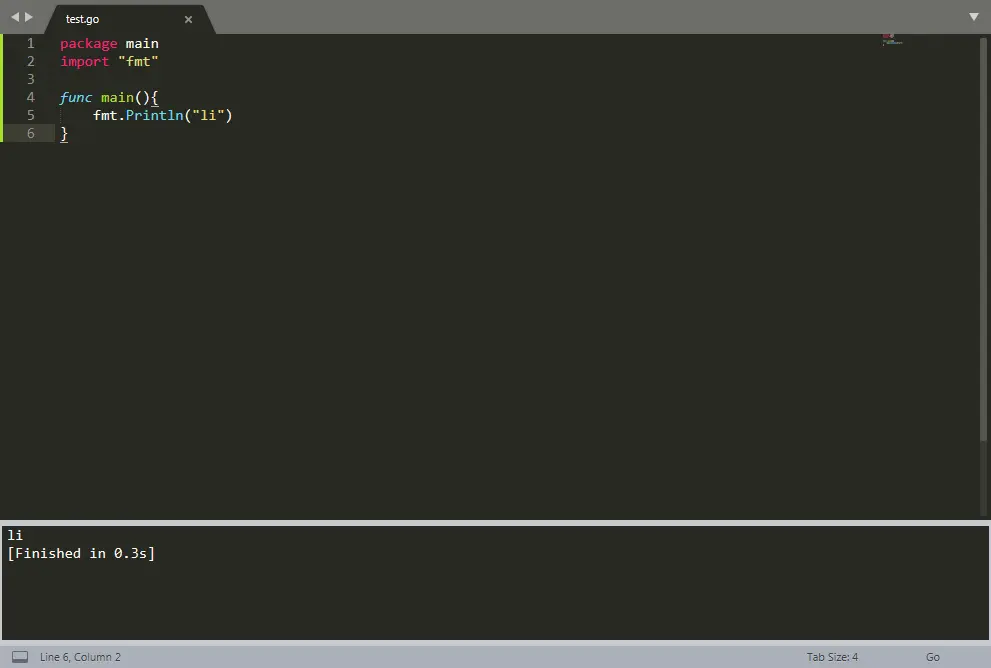 test.go
1 package main
2 import "fmt"
3
4 func main(){
5     fmt.Println("li")
6 }
li
[Finished in 0.3s]
Line 6, Column 2 Tab Size: 4 Go